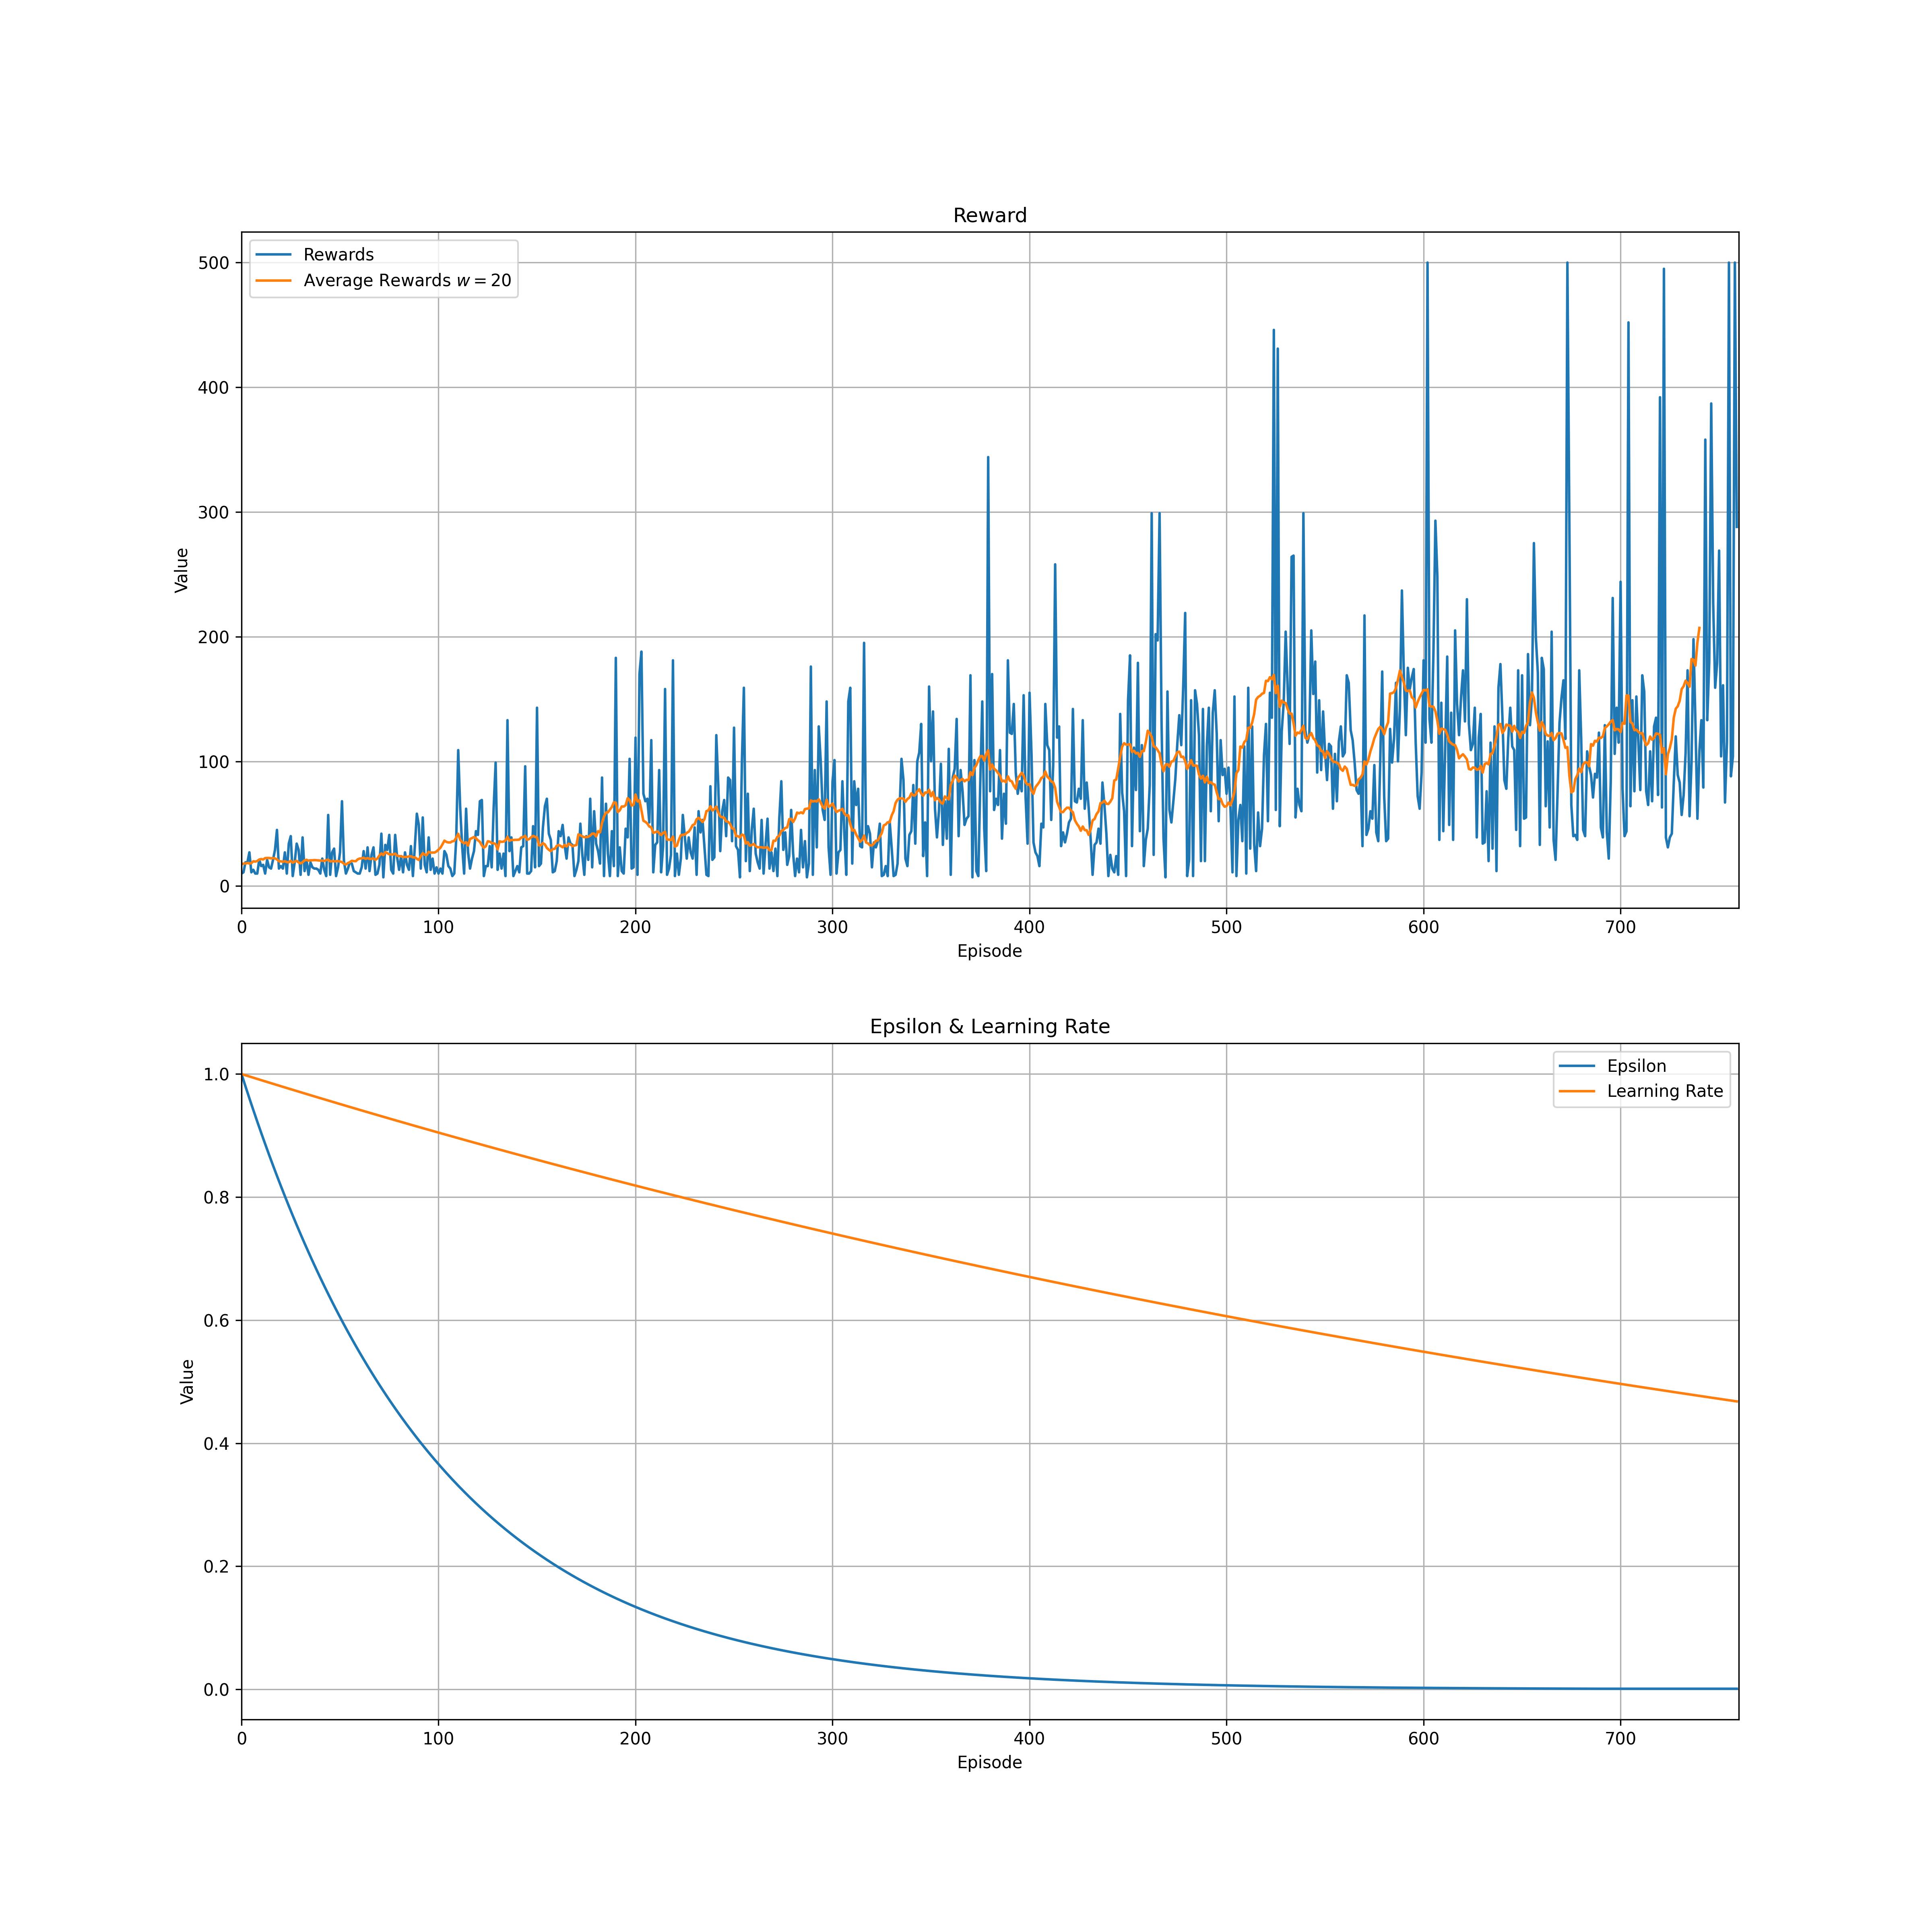 Reward
Rewards
Average Rewards w = 20
500
400
300
200
100
0
Value
0 100 200 300 400 500 600 700
Episode
Epsilon & Learning Rate
Epsilon
Learning Rate
1.0
0.8
0.6
0.4
0.2
0.0
Value
0 100 200 300 400 500 600 700
Episode